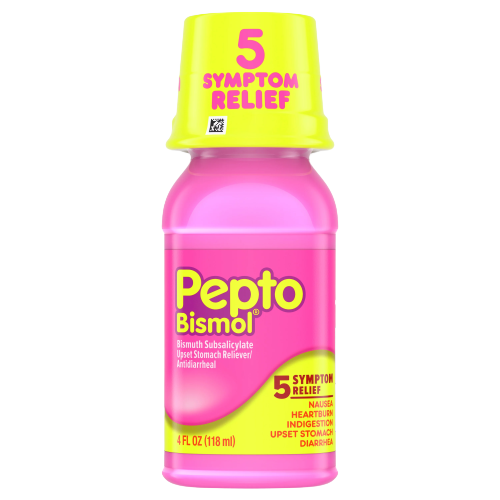 5
SYMPTOM
RELIEF
Pepto
Bismol®
Bismuth Subsalicylate
Upset Stomach Reliever/
Antidiarrheal
5 SYMPTOM
RELIEF
NAUSEA
HEARTBURN
INDIGESTION
UPSET STOMACH
DIARRHEA
4 FL OZ (118 ml)